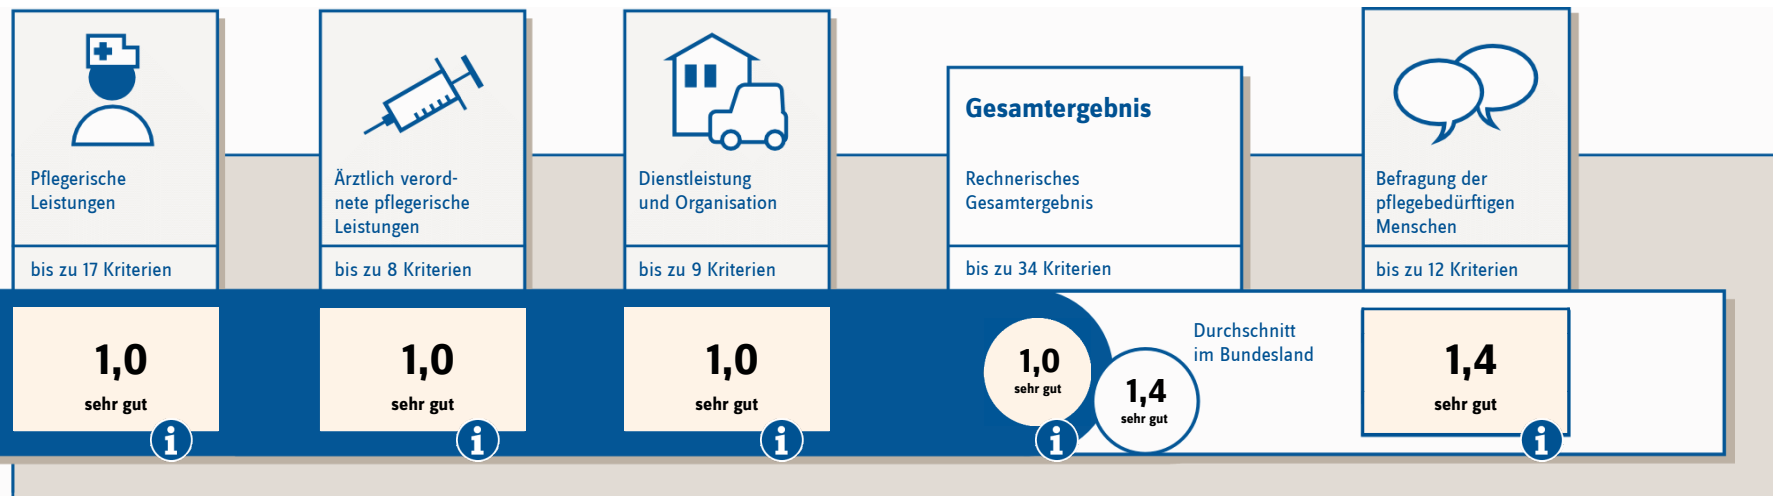 Pflegerische
Leistungen
bis zu 17 Kriterien
1,0
sehr gut
i
Ärztlich verord-
nete pflegerische
Leistungen
bis zu 8 Kriterien
1,0
sehr gut
i
Dienstleistung
und Organisation
bis zu 9 Kriterien
1,0
sehr gut
i
Gesamtergebnis
Rechnerisches
Gesamtergebnis
bis zu 34 Kriterien
1,0
sehr gut
i
1,4
sehr gut
Durchschnitt
im Bundesland
Befragung der
pflegebedürftigen
Menschen
bis zu 12 Kriterien
1,4
sehr gut
i